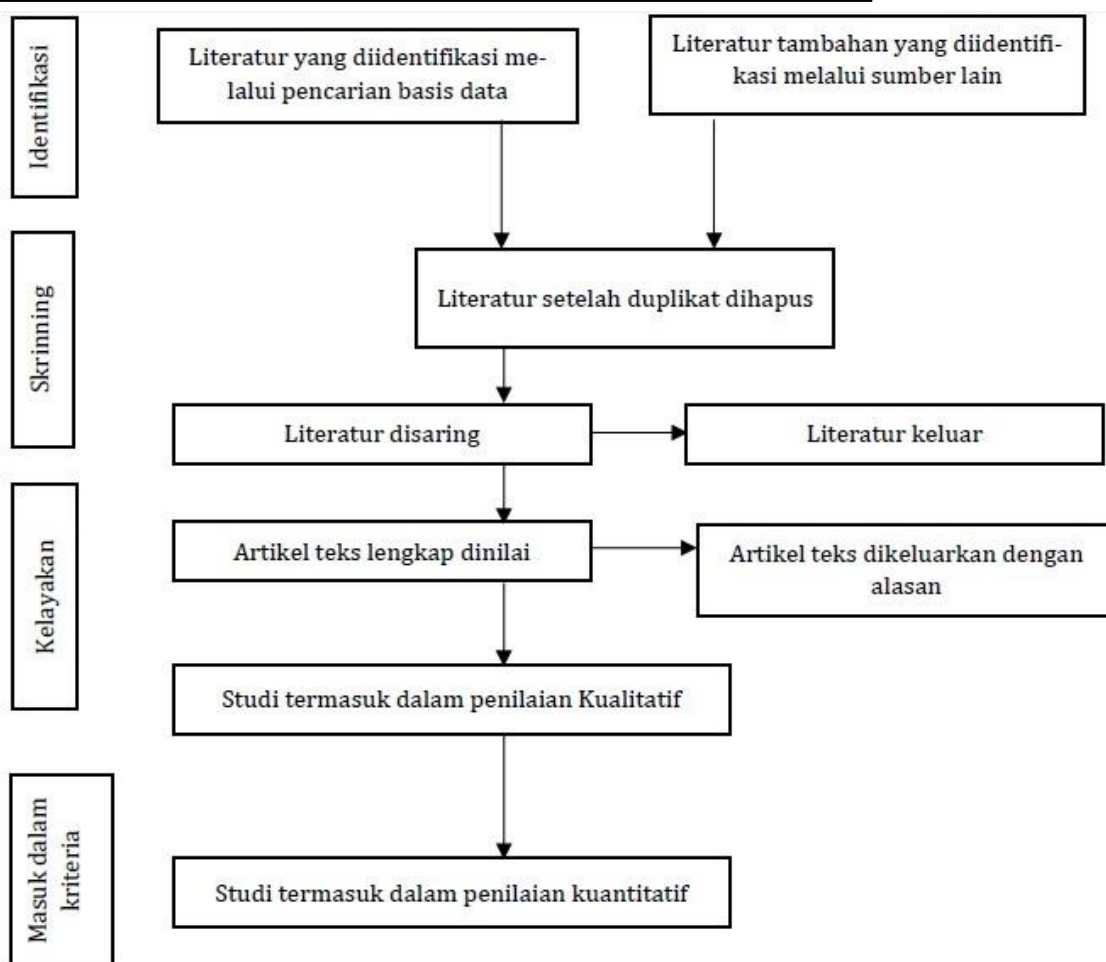 Identifikasi
Literatur yang diidentifikasi me-
lalui pencarian basis data
Literatur tambahan yang diidentifi-
kasi melalui sumber lain
Skrinning
Literatur setelah duplikat dihapus
Literatur disaring
Literatur keluar
Kelayakan
Artikel teks lengkap dinilai
Artikel teks dikeluarkan dengan
alasan
Studi termasuk dalam penilaian Kualitatif
Masuk dalam
kriteria
Studi termasuk dalam penilaian kuantitatif